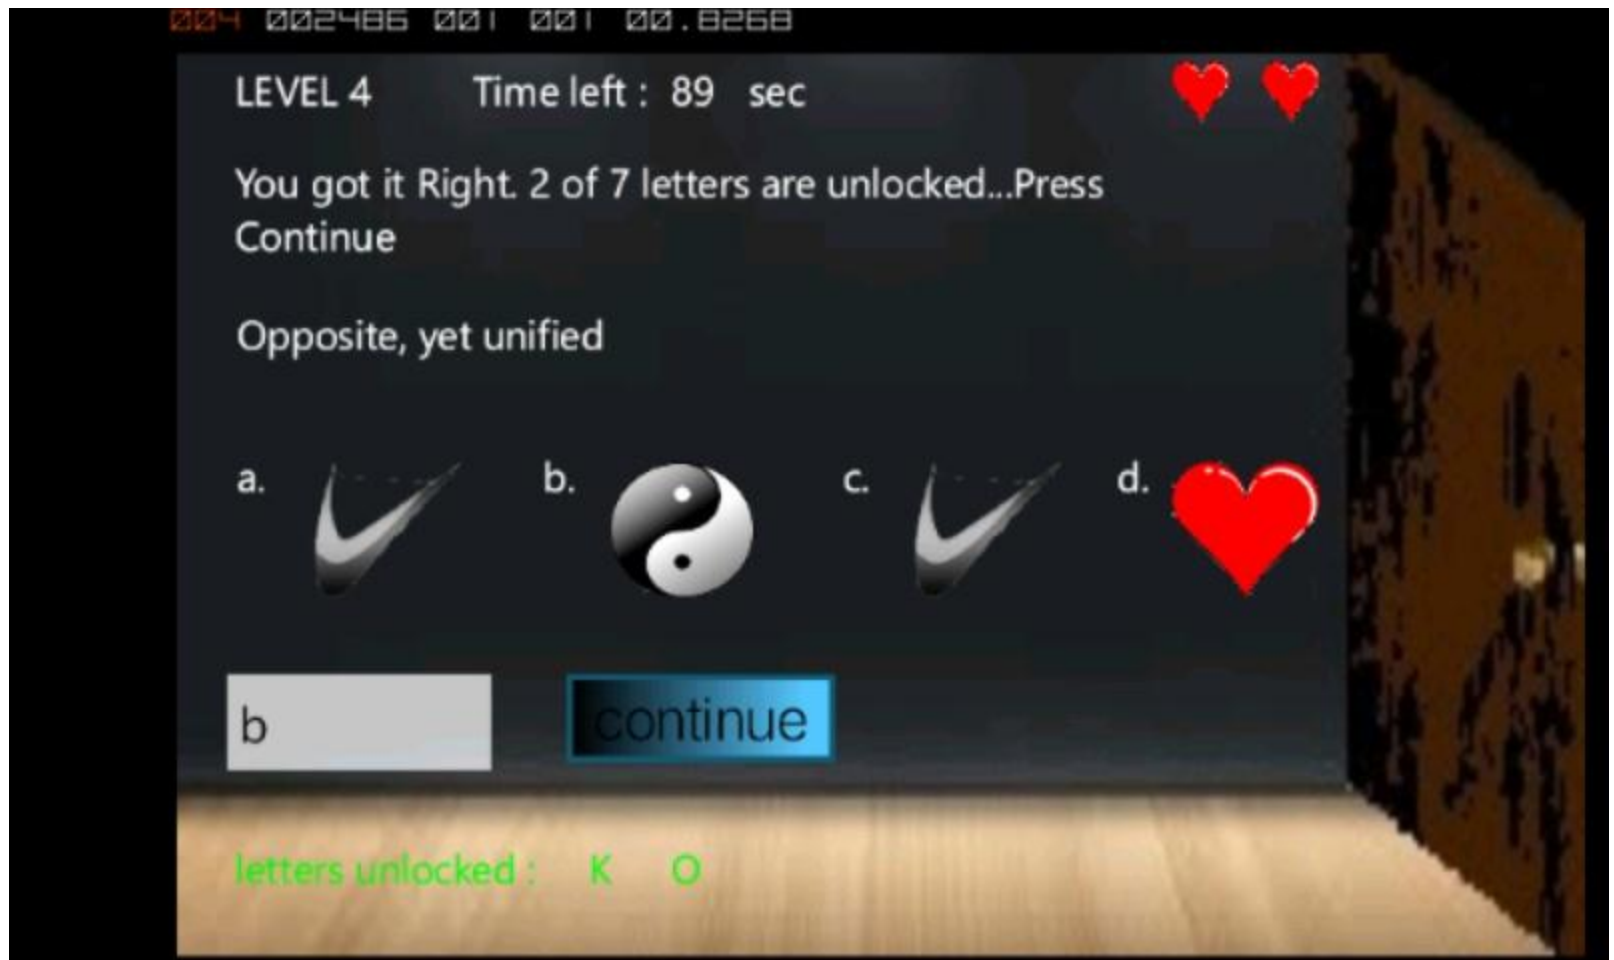 004 002486 001 001 00.8268
LEVEL 4 Time left : 89 sec
You got it Right. 2 of 7 letters are unlocked...Press
Continue
Opposite, yet unified
a. b. c. d.
b continue
letters unlocked : K O